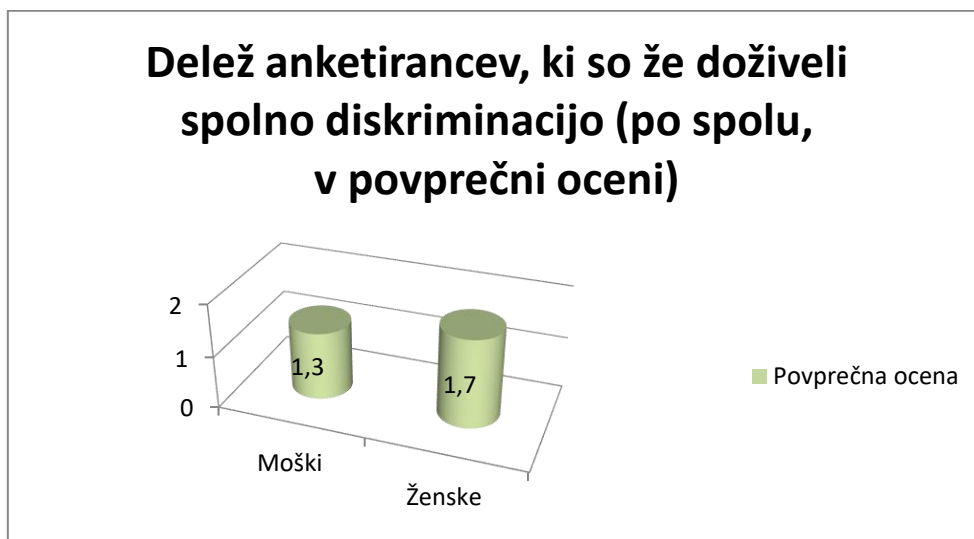 Delež anketirancev, ki so že doživeli
spolno diskriminacijo (po spolu,
v povprečni oceni)
2
1
0
1,3
1,7
Moški
Ženske
Povprečna ocena